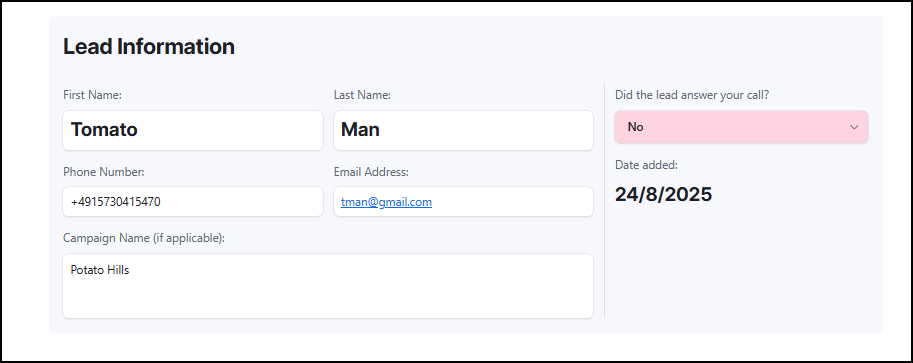 Lead Information
First Name:
Tomato
Last Name:
Man
Phone Number:
+4915730415470
Email Address:
tman@gmail.com
Campaign Name (if applicable):
Potato Hills
Did the lead answer your call?
No
Date added:
24/8/2025